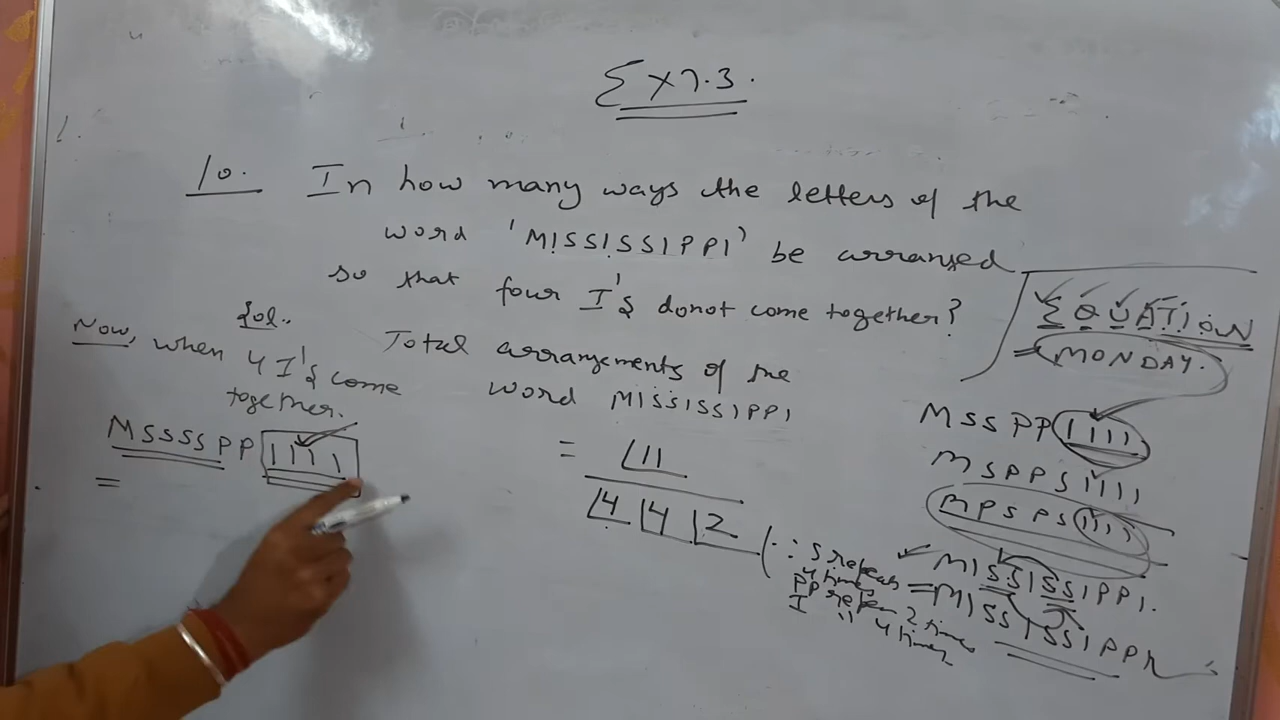 Ex 7.3.
10. In how many ways the letters of the
word 'MISSISSIPPI' be arranged
so that four I's donot come together?
Sol.. Total arrangements of the
word MISSISSIPPI
= |11
|4 |4 |2
(∵ S repeats
4 times
PP repeat 2 times
I " 4 times
Now, when
4 I's come
together.
MSSSSPP IIII
=
EQUATION
= MONDAY.
MSSPP IIII
MSPPS IIII
MPSPS IIII
MISSISSIPPI.
= MISSISSIPPI